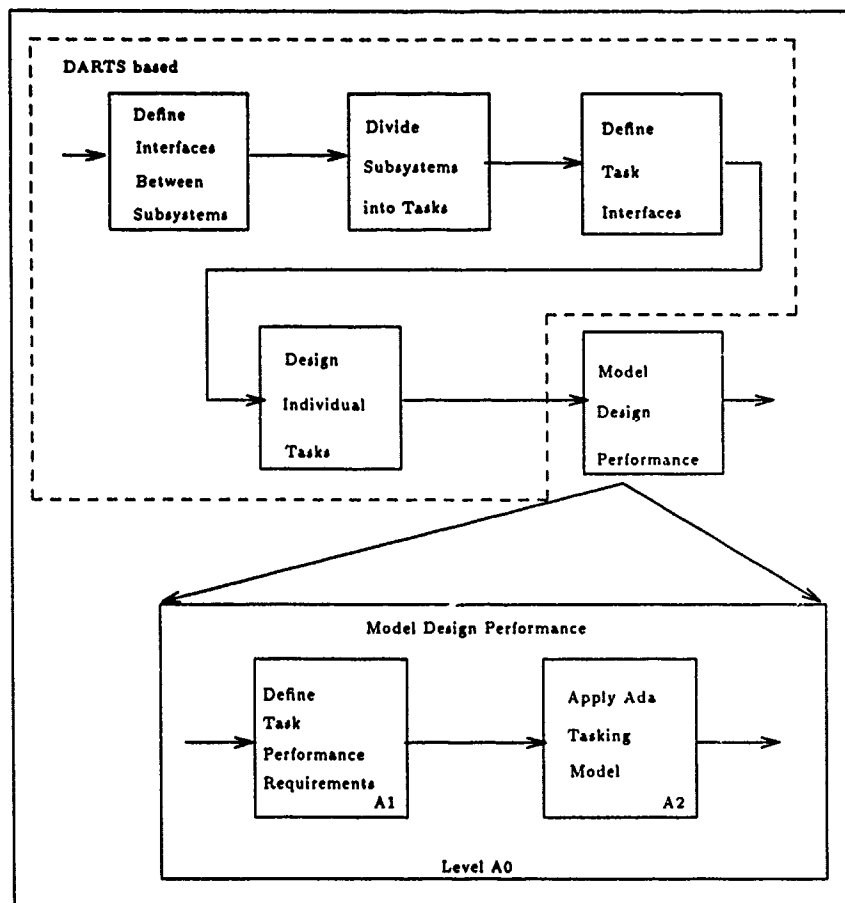 DARTS based
Define
Interfaces
Between
Subsystems
Divide
Subsystems
into Tasks
Define
Task
Interfaces
Design
Individual
Tasks
Model
Design
Performance
Model Design Performance
Define
Task
Performance
Requirements
A1
Apply Ada
Tasking
Model
A2
Level A0